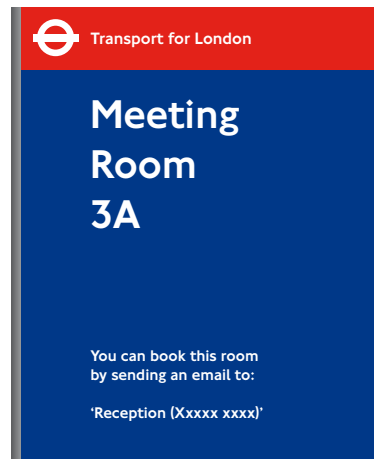 Transport for London
Meeting
Room
3A
You can book this room
by sending an email to:
‘Reception (Xxxxx xxxx)’